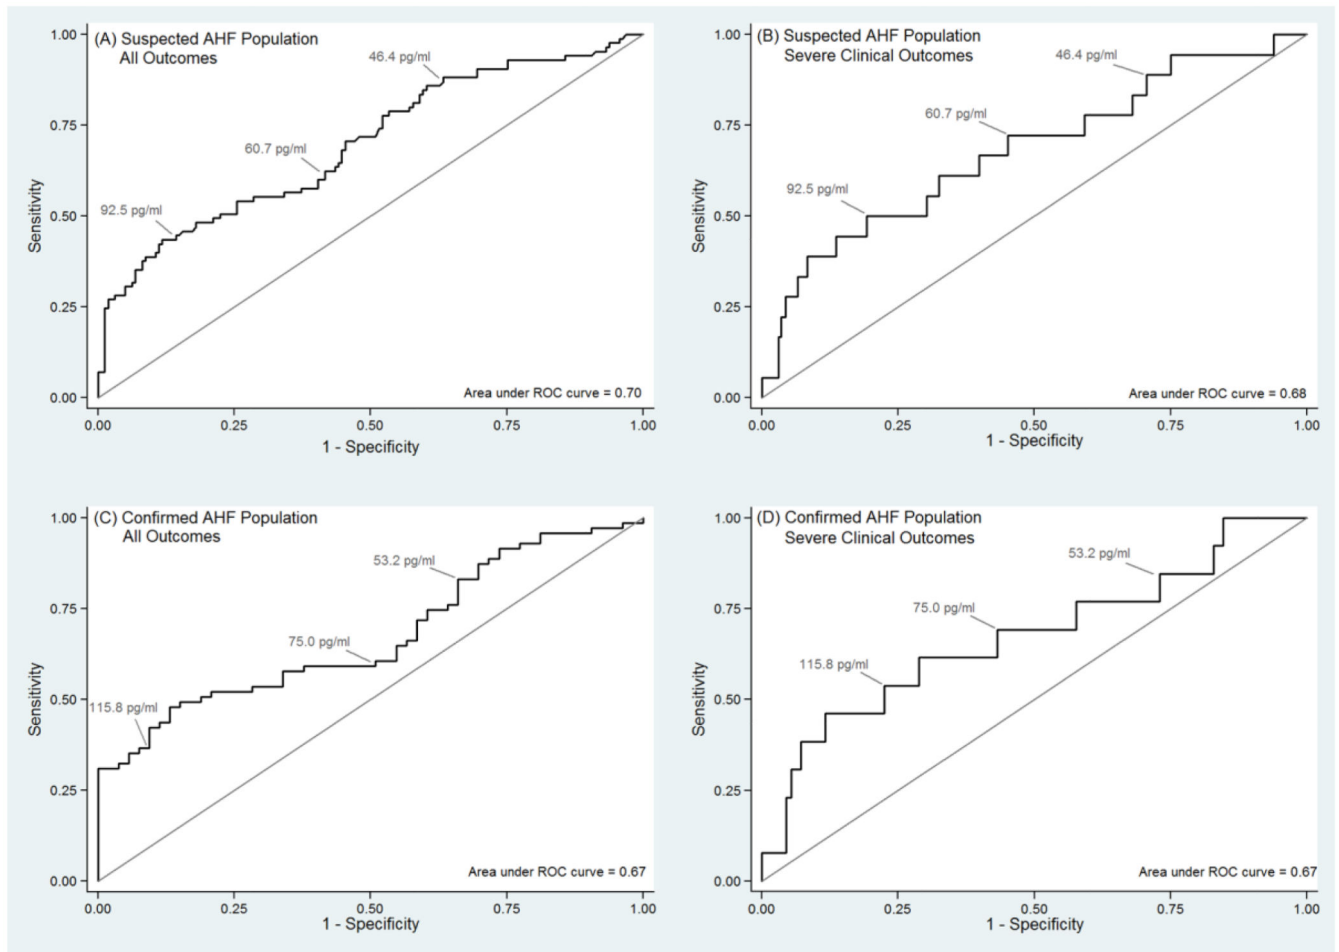 (A) Suspected AHF Population
All Outcomes
46.4 pg/ml
60.7 pg/ml
92.5 pg/ml
1.00
0.75
0.50
0.25
0.00
Sensitivity
Area under ROC curve = 0.70
0.00 0.25 0.50 0.75 1.00
1 - Specificity
(B) Suspected AHF Population
Severe Clinical Outcomes
46.4 pg/ml
60.7 pg/ml
92.5 pg/ml
1.00
0.75
0.50
0.25
0.00
Sensitivity
Area under ROC curve = 0.68
0.00 0.25 0.50 0.75 1.00
1 - Specificity
(C) Confirmed AHF Population
All Outcomes
53.2 pg/ml
75.0 pg/ml
115.8 pg/ml
1.00
0.75
0.50
0.25
0.00
Sensitivity
Area under ROC curve = 0.67
0.00 0.25 0.50 0.75 1.00
1 - Specificity
(D) Confirmed AHF Population
Severe Clinical Outcomes
53.2 pg/ml
75.0 pg/ml
115.8 pg/ml
1.00
0.75
0.50
0.25
0.00
Sensitivity
Area under ROC curve = 0.67
0.00 0.25 0.50 0.75 1.00
1 - Specificity